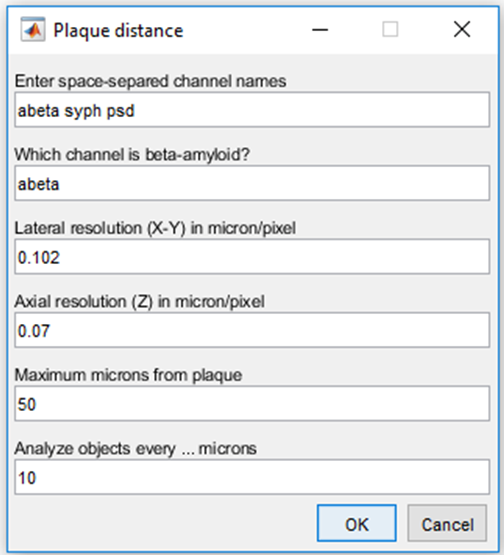 Plaque distance
Enter space-separed channel names
abeta syph psd
Which channel is beta-amyloid?
abeta
Lateral resolution (X-Y) in micron/pixel
0.102
Axial resolution (Z) in micron/pixel
0.07
Maximum microns from plaque
50
Analyze objects every ... microns
10
OK Cancel